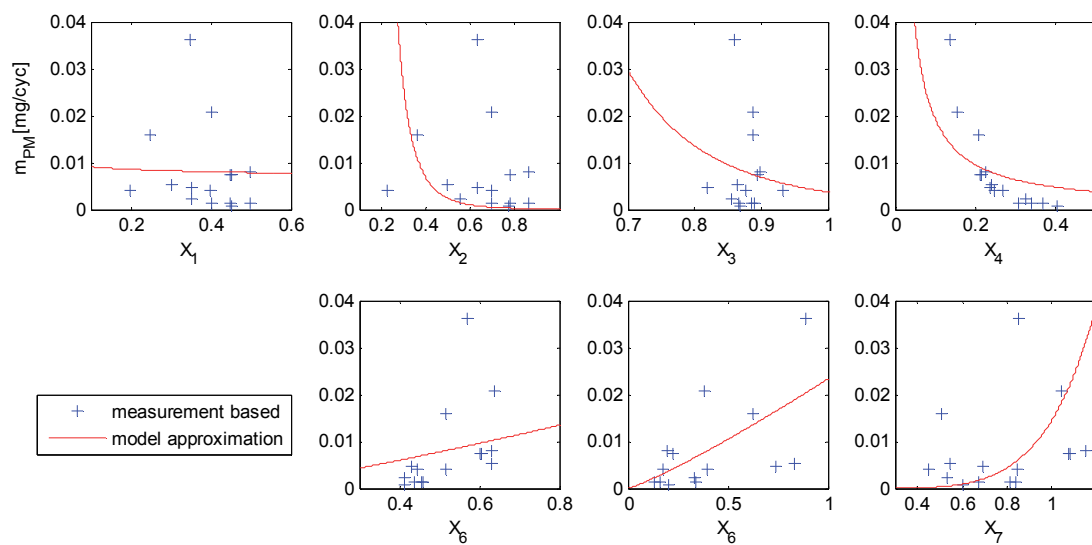 0.04 0.04 0.04 0.04
0.03 0.03 0.03 0.03
0.02 0.02 0.02 0.02
0.01 0.01 0.01 0.01
0 0 0 0
m_PM [mg/cyc]
0.2 0.4 0.6 0.2 0.4 0.6 0.8 0.7 0.8 0.9 1 0 0.2 0.4
X_1 X_2 X_3 X_4
0.04 0.04 0.04
0.03 0.03 0.03
0.02 0.02 0.02
0.01 0.01 0.01
0 0 0
measurement based
model approximation
0.4 0.6 0.8 0 0.5 1 0.4 0.6 0.8 1
X_6 X_6 X_7